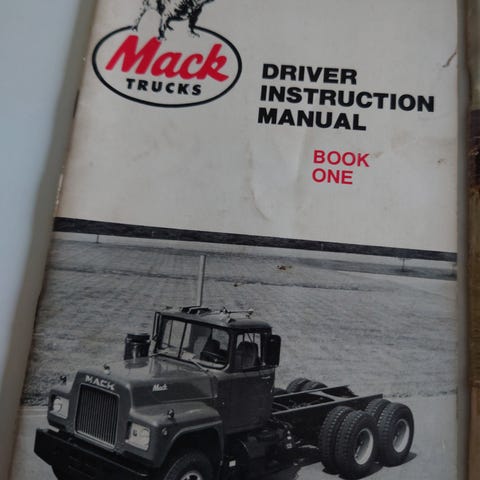 Mack
TRUCKS
DRIVER
INSTRUCTION
MANUAL
BOOK
ONE
MACK
Mack